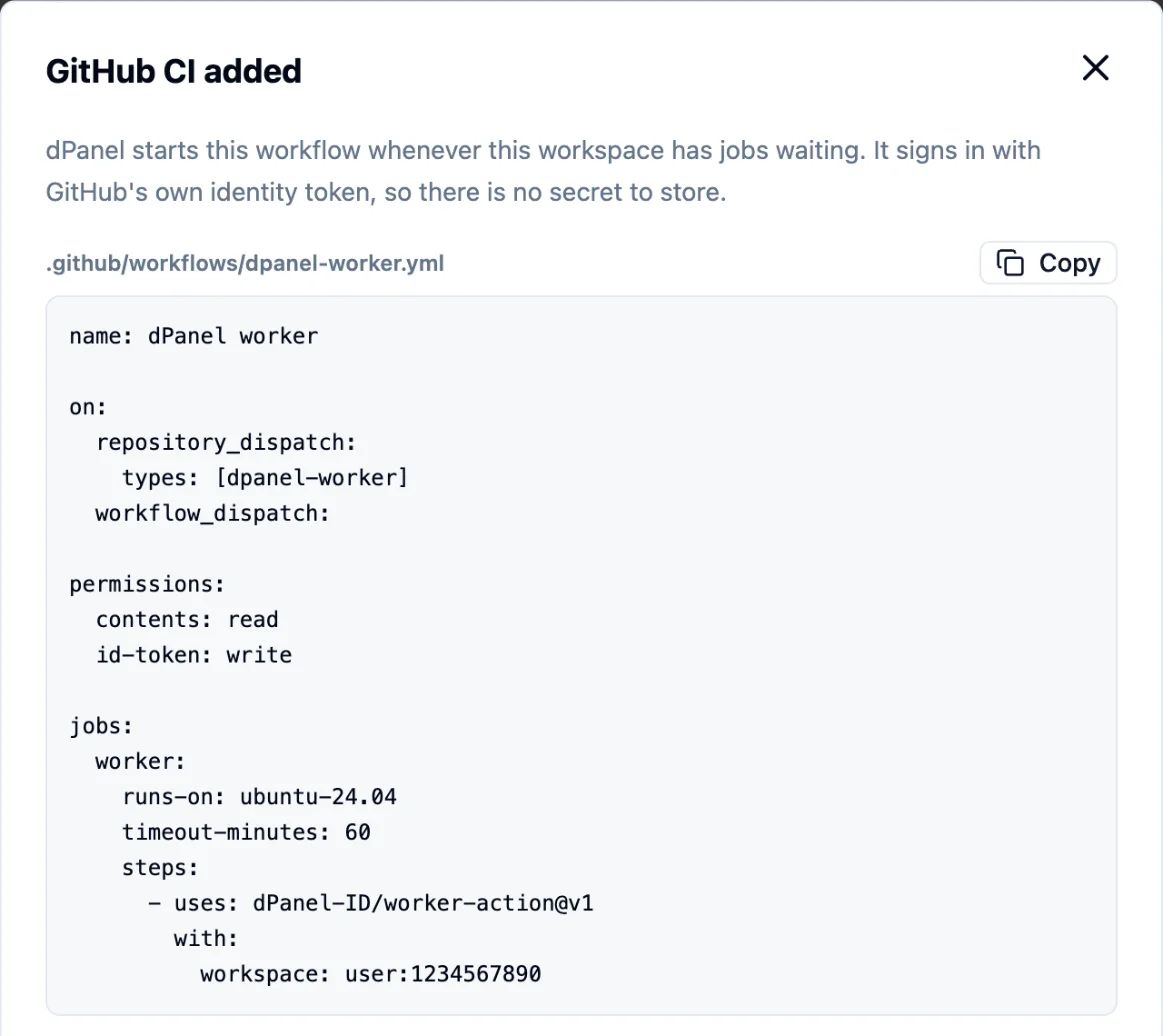 GitHub CI added
dPanel starts this workflow whenever this workspace has jobs waiting. It signs in with
GitHub's own identity token, so there is no secret to store.
.github/workflows/dpanel-worker.yml
Copy
name: dPanel worker
on:
  repository_dispatch:
    types: [dpanel-worker]
  workflow_dispatch:
permissions:
  contents: read
  id-token: write
jobs:
  worker:
    runs-on: ubuntu-24.04
    timeout-minutes: 60
    steps:
      - uses: dPanel-ID/worker-action@v1
        with:
          workspace: user:1234567890